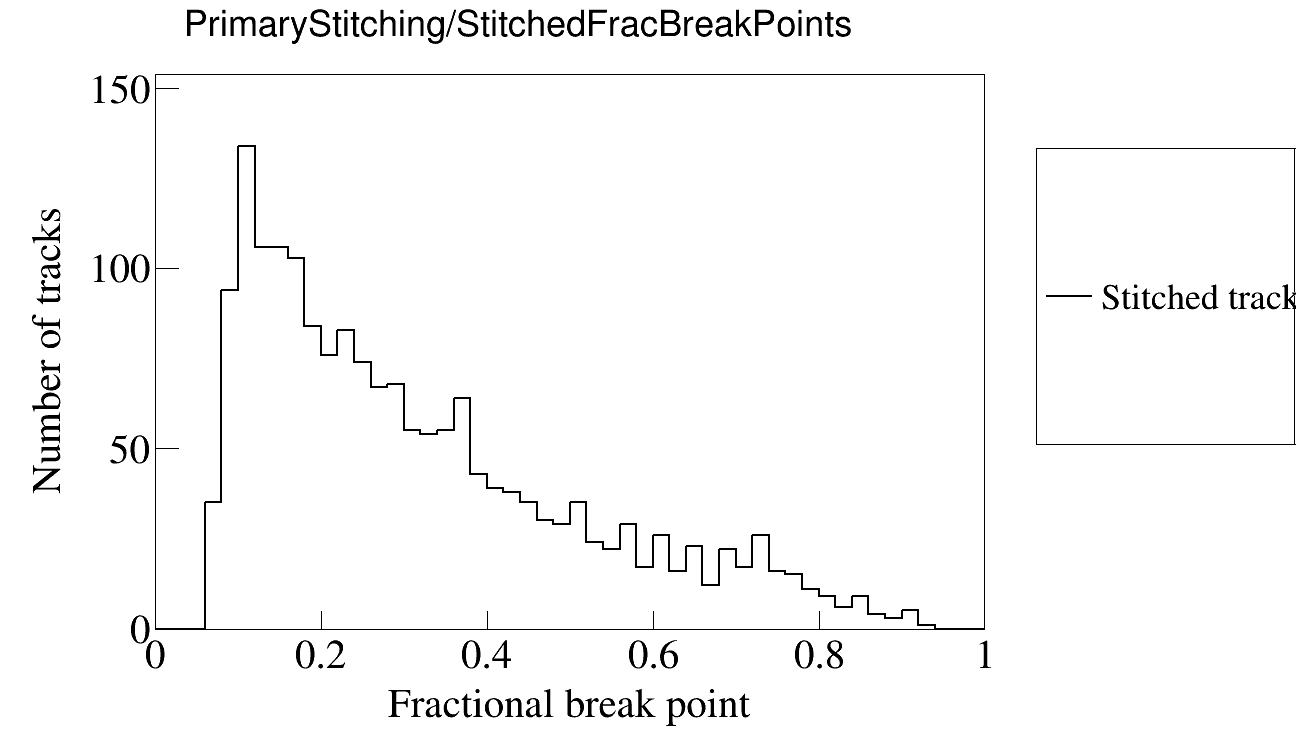 PrimaryStitching/StitchedFracBreakPoints
150
100
50
0
Number of tracks
0 0.2 0.4 0.6 0.8 1
Fractional break point
Stitched track